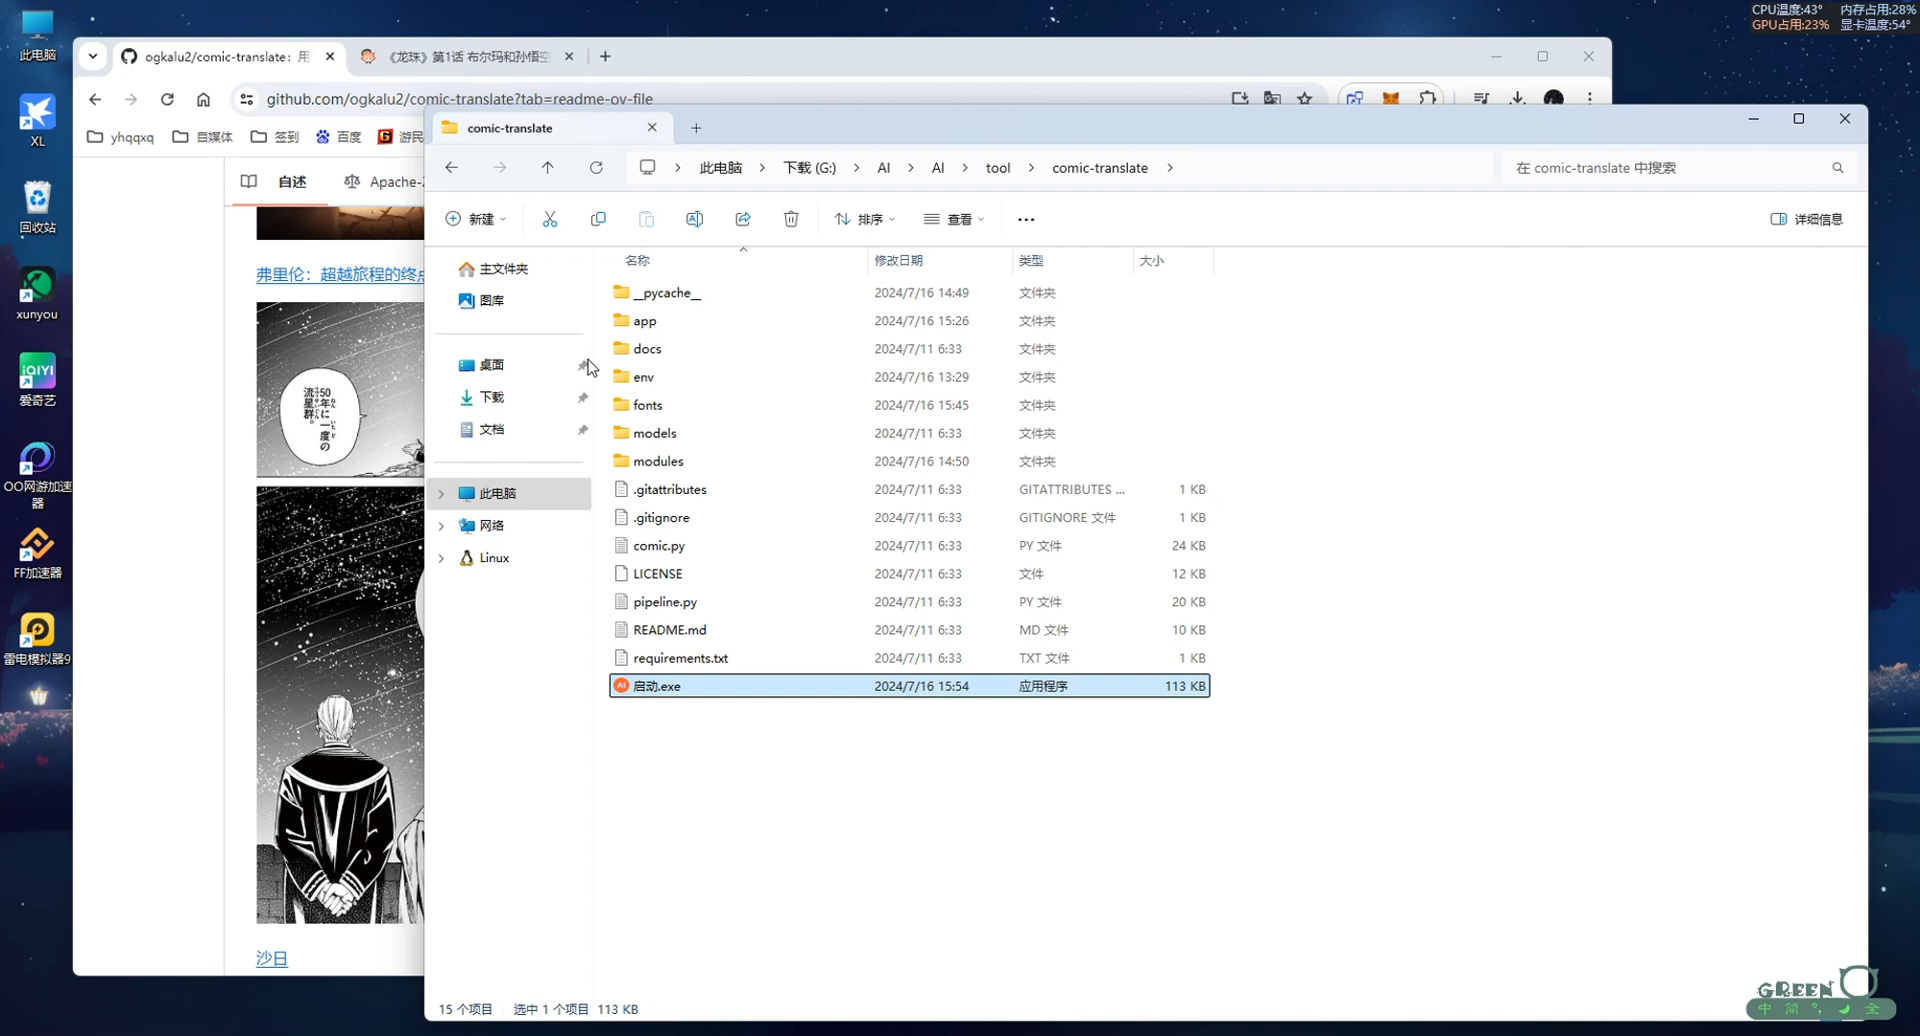 CPU温度:43° 内存占用:28%
GPU占用:23% 显卡温度:54°
此电脑
XL
回收站
xunyou
爱奇艺
OO网游加速
器
FF加速器
雷电模拟器9
ogkalu2/comic-translate: 用
《龙珠》第1话 布尔玛和孙悟空
github.com/ogkalu2/comic-translate?tab=readme-ov-file
yhqqxq
自媒体
签到
百度
游民
自述
Apache-2
弗里伦：超越旅程的终点
50年に一度の
流星群。
沙日
comic-translate
此电脑 > 下载 (G:) > AI > AI > tool > comic-translate >
在 comic-translate 中搜索
新建
排序
查看
详细信息
主文件夹
图库
桌面
下载
文档
此电脑
网络
Linux
名称 修改日期 类型 大小
__pycache__ 2024/7/16 14:49 文件夹
app 2024/7/16 15:26 文件夹
docs 2024/7/11 6:33 文件夹
env 2024/7/16 13:29 文件夹
fonts 2024/7/16 15:45 文件夹
models 2024/7/11 6:33 文件夹
modules 2024/7/16 14:50 文件夹
.gitattributes 2024/7/11 6:33 GITATTRIBUTES ... 1 KB
.gitignore 2024/7/11 6:33 GITIGNORE 文件 1 KB
comic.py 2024/7/11 6:33 PY 文件 24 KB
LICENSE 2024/7/11 6:33 文件 12 KB
pipeline.py 2024/7/11 6:33 PY 文件 20 KB
README.md 2024/7/11 6:33 MD 文件 10 KB
requirements.txt 2024/7/11 6:33 TXT 文件 1 KB
启动.exe 2024/7/16 15:54 应用程序 113 KB
15 个项目 选中 1 个项目 113 KB
GREEN
中 简 °, 全